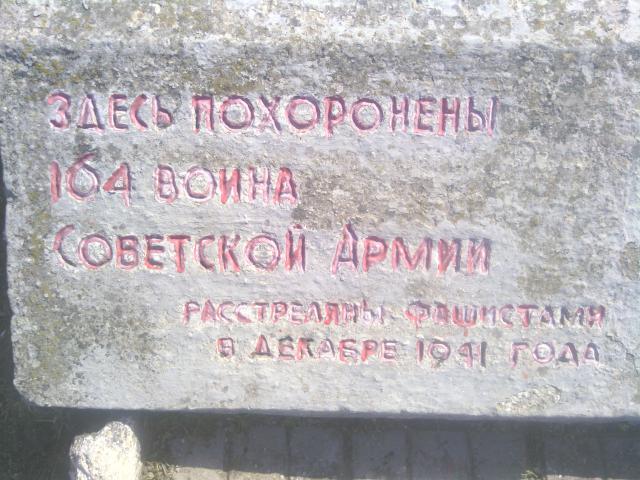 ЗДЕСЬ ПОХОРОНЕНЫ
164 ВОИНА
СОВЕТСКОЙ АРМИИ
РАССТРЕЛЯНЫ ФАШИСТАМИ
В ДЕКАБРЕ 1941 ГОДА